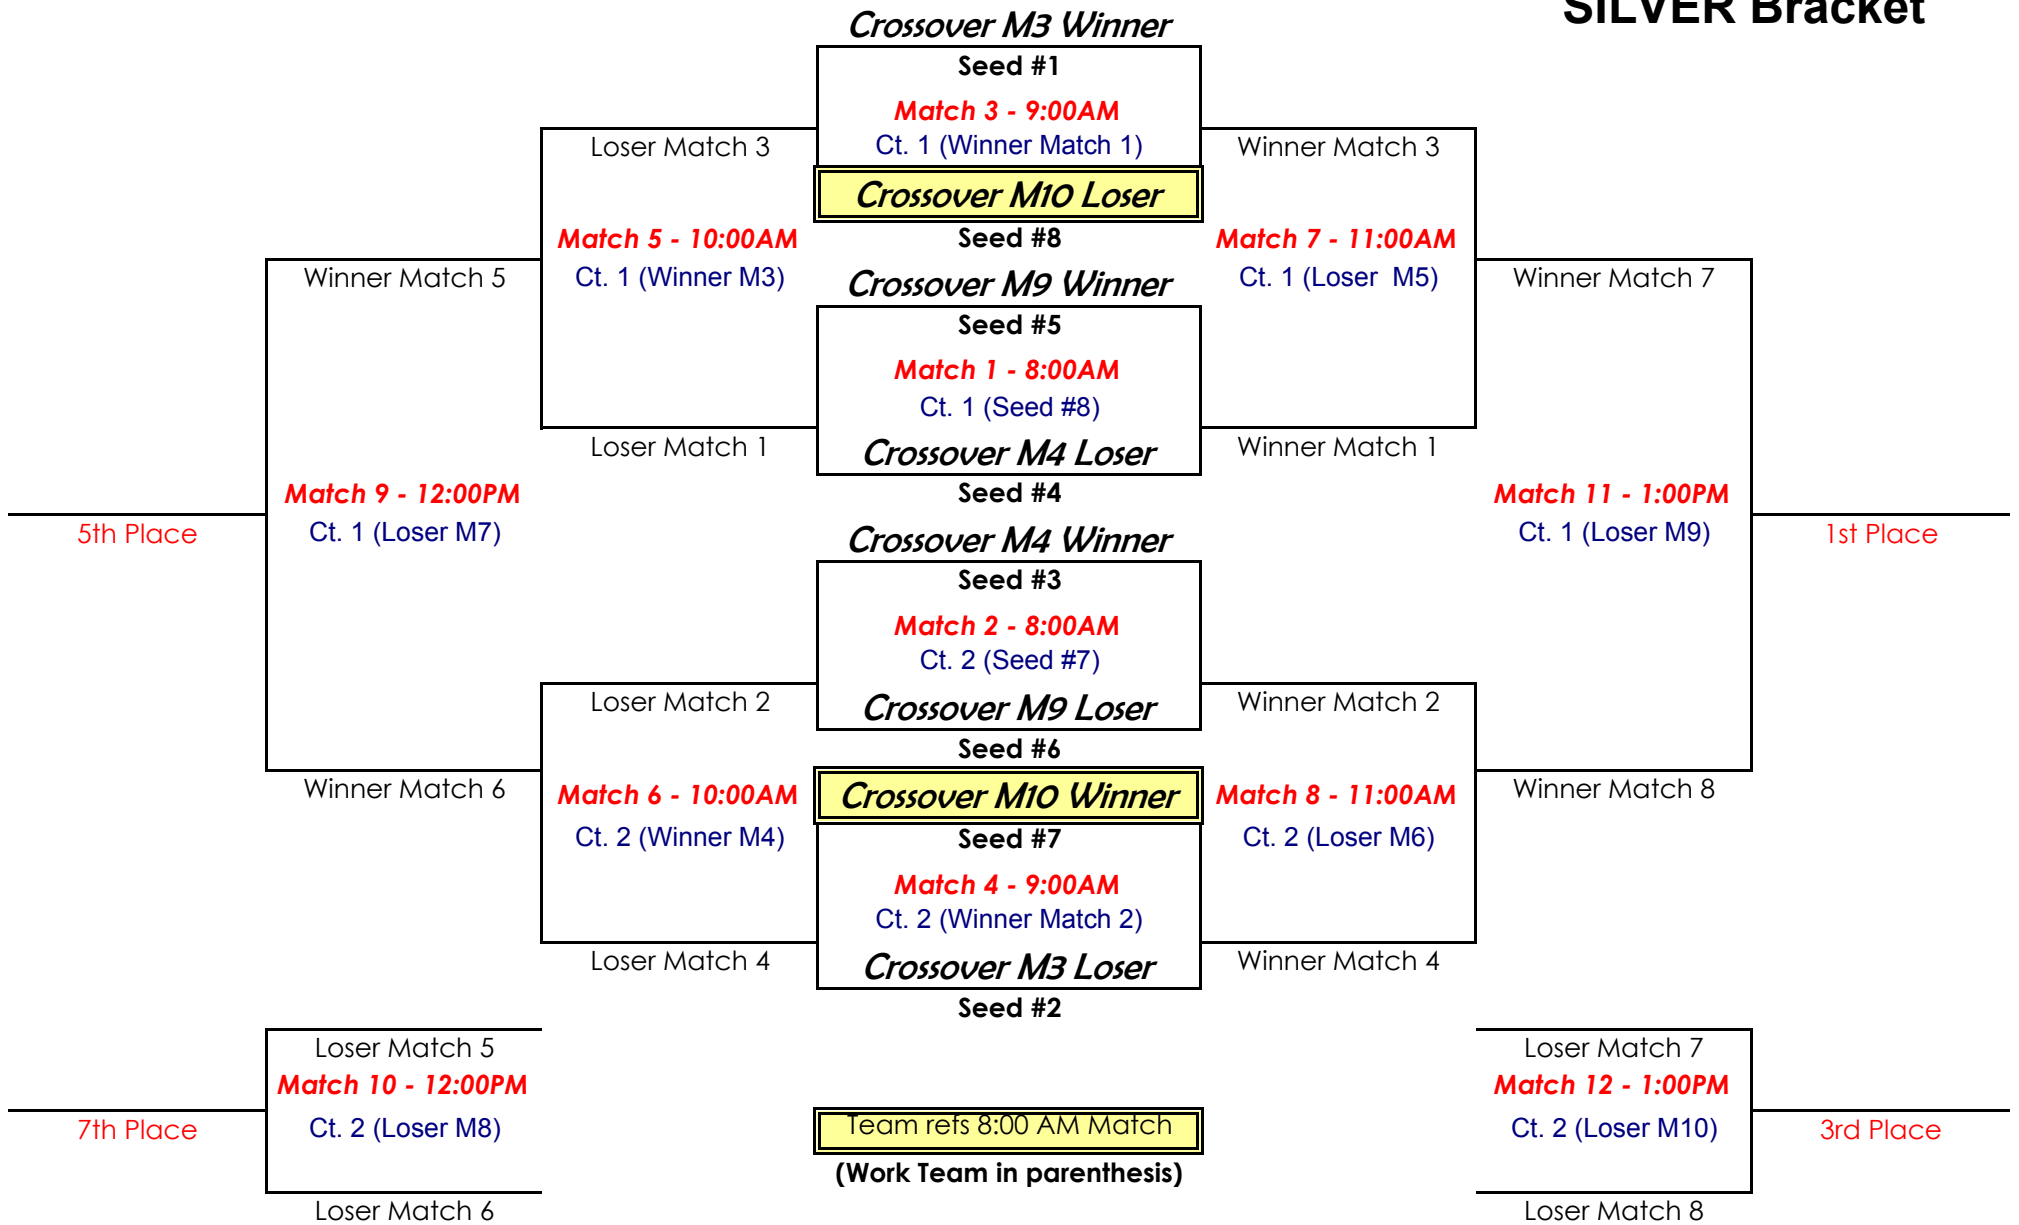 SILVER Bracket
Crossover M3 Winner
Seed #1
Match 3 - 9:00AM
Loser Match 3
Ct. 1 (Winner Match 1)
Winner Match 3
Crossover M10 Loser
Match 5 - 10:00AM
Seed #8
Match 7 - 11:00AM
Winner Match 5
Ct. 1 (Winner M3)
Crossover M9 Winner
Ct. 1 (Loser  M5)
Winner Match 7
Seed #5
Match 1 - 8:00AM
Ct. 1 (Seed #8)
Loser Match 1
Crossover M4 Loser
Winner Match 1
Match 9 - 12:00PM
Seed #4
Match 11 - 1:00PM
5th Place
Ct. 1 (Loser M7)
Crossover M4 Winner
Ct. 1 (Loser M9)
1st Place
Seed #3
Match 2 - 8:00AM
Ct. 2 (Seed #7)
Loser Match 2
Crossover M9 Loser
Winner Match 2
Seed #6
Winner Match 6
Match 6 - 10:00AM
Crossover M10 Winner
Match 8 - 11:00AM
Winner Match 8
Ct. 2 (Winner M4)
Seed #7
Ct. 2 (Loser M6)
Match 4 - 9:00AM
Ct. 2 (Winner Match 2)
Loser Match 4
Crossover M3 Loser
Winner Match 4
Seed #2
Loser Match 5
Loser Match 7
Match 10 - 12:00PM
Match 12 - 1:00PM
7th Place
Ct. 2 (Loser M8)
Team refs 8:00 AM Match
Ct. 2 (Loser M10)
3rd Place
(Work Team in parenthesis)
Loser Match 6
Loser Match 8